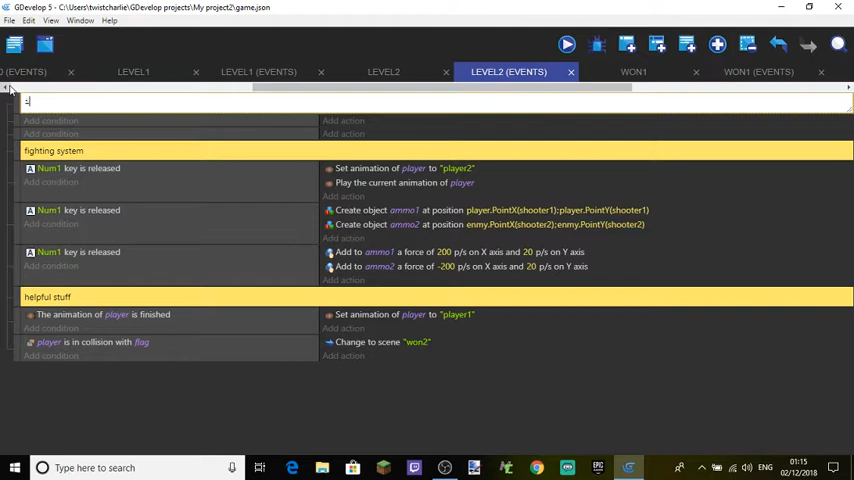 GDevelop 5 - C:\Users\twistcharlie\GDevelop projects\My project2\game.json
File Edit View Window Help
0 (EVENTS) LEVEL1 LEVEL1 (EVENTS) LEVEL2 LEVEL2 (EVENTS) WON1 WON1 (EVENTS)
Add condition Add action
Add condition Add action
fighting system
Num1 key is released Set animation of player to "player2"
Add condition Play the current animation of player
Add action
Num1 key is released Create object ammo1 at position player.PointX(shooter1);player.PointY(shooter1)
Add condition Create object ammo2 at position enmy.PointX(shooter2);enmy.PointY(shooter2)
Add action
Num1 key is released Add to ammo1 a force of 200 p/s on X axis and 20 p/s on Y axis
Add condition Add to ammo2 a force of -200 p/s on X axis and 20 p/s on Y axis
Add action
helpful stuff
The animation of player is finished Set animation of player to "player1"
Add condition Add action
player is in collision with flag Change to scene "won2"
Add condition Add action
Type here to search ENG 01:15
02/12/2018